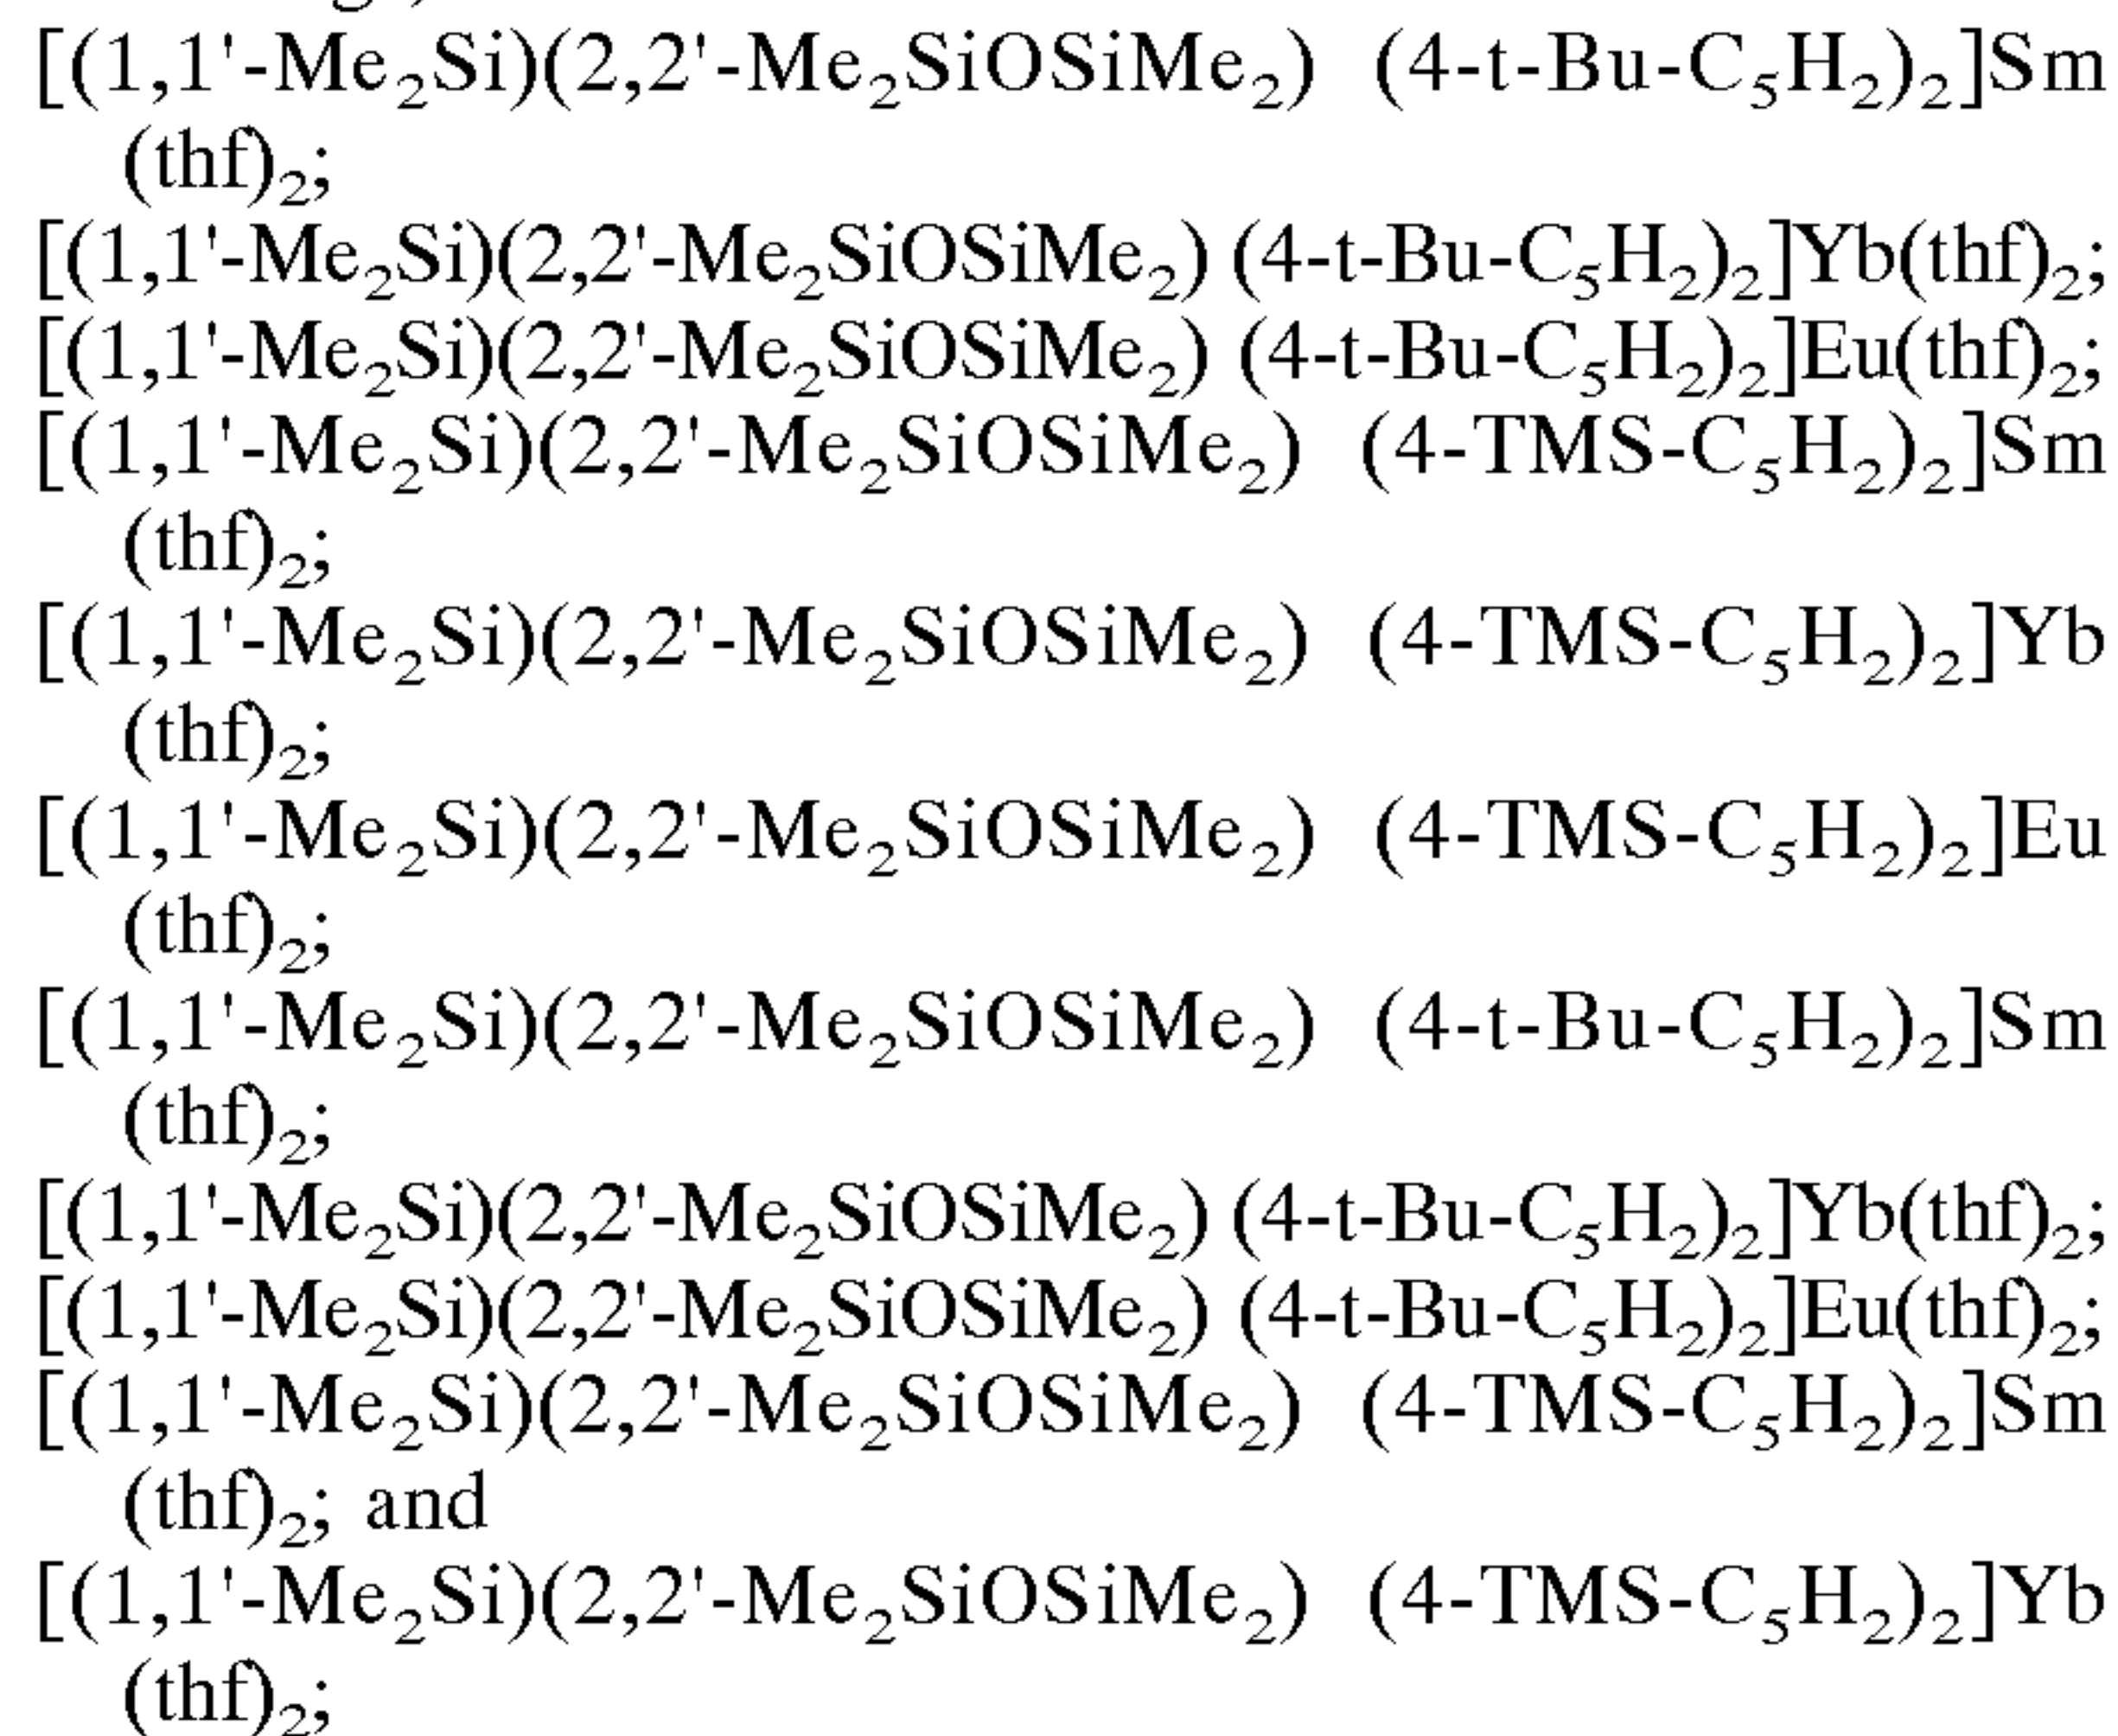 [(1,1'-Me₂Si)(2,2'-Me₂SiOSiMe₂) (4-t-Bu-C₅H₂)₂]Sm
(thf)₂;
[(1,1'-Me₂Si)(2,2'-Me₂SiOSiMe₂) (4-t-Bu-C₅H₂)₂]Yb(thf)₂;
[(1,1'-Me₂Si)(2,2'-Me₂SiOSiMe₂) (4-t-Bu-C₅H₂)₂]Eu(thf)₂;
[(1,1'-Me₂Si)(2,2'-Me₂SiOSiMe₂) (4-TMS-C₅H₂)₂]Sm
(thf)₂;
[(1,1'-Me₂Si)(2,2'-Me₂SiOSiMe₂) (4-TMS-C₅H₂)₂]Yb
(thf)₂;
[(1,1'-Me₂Si)(2,2'-Me₂SiOSiMe₂) (4-TMS-C₅H₂)₂]Eu
(thf)₂;
[(1,1'-Me₂Si)(2,2'-Me₂SiOSiMe₂) (4-t-Bu-C₅H₂)₂]Sm
(thf)₂;
[(1,1'-Me₂Si)(2,2'-Me₂SiOSiMe₂) (4-t-Bu-C₅H₂)₂]Yb(thf)₂;
[(1,1'-Me₂Si)(2,2'-Me₂SiOSiMe₂) (4-t-Bu-C₅H₂)₂]Eu(thf)₂;
[(1,1'-Me₂Si)(2,2'-Me₂SiOSiMe₂) (4-TMS-C₅H₂)₂]Sm
(thf)₂; and
[(1,1'-Me₂Si)(2,2'-Me₂SiOSiMe₂) (4-TMS-C₅H₂)₂]Yb
(thf)₂;